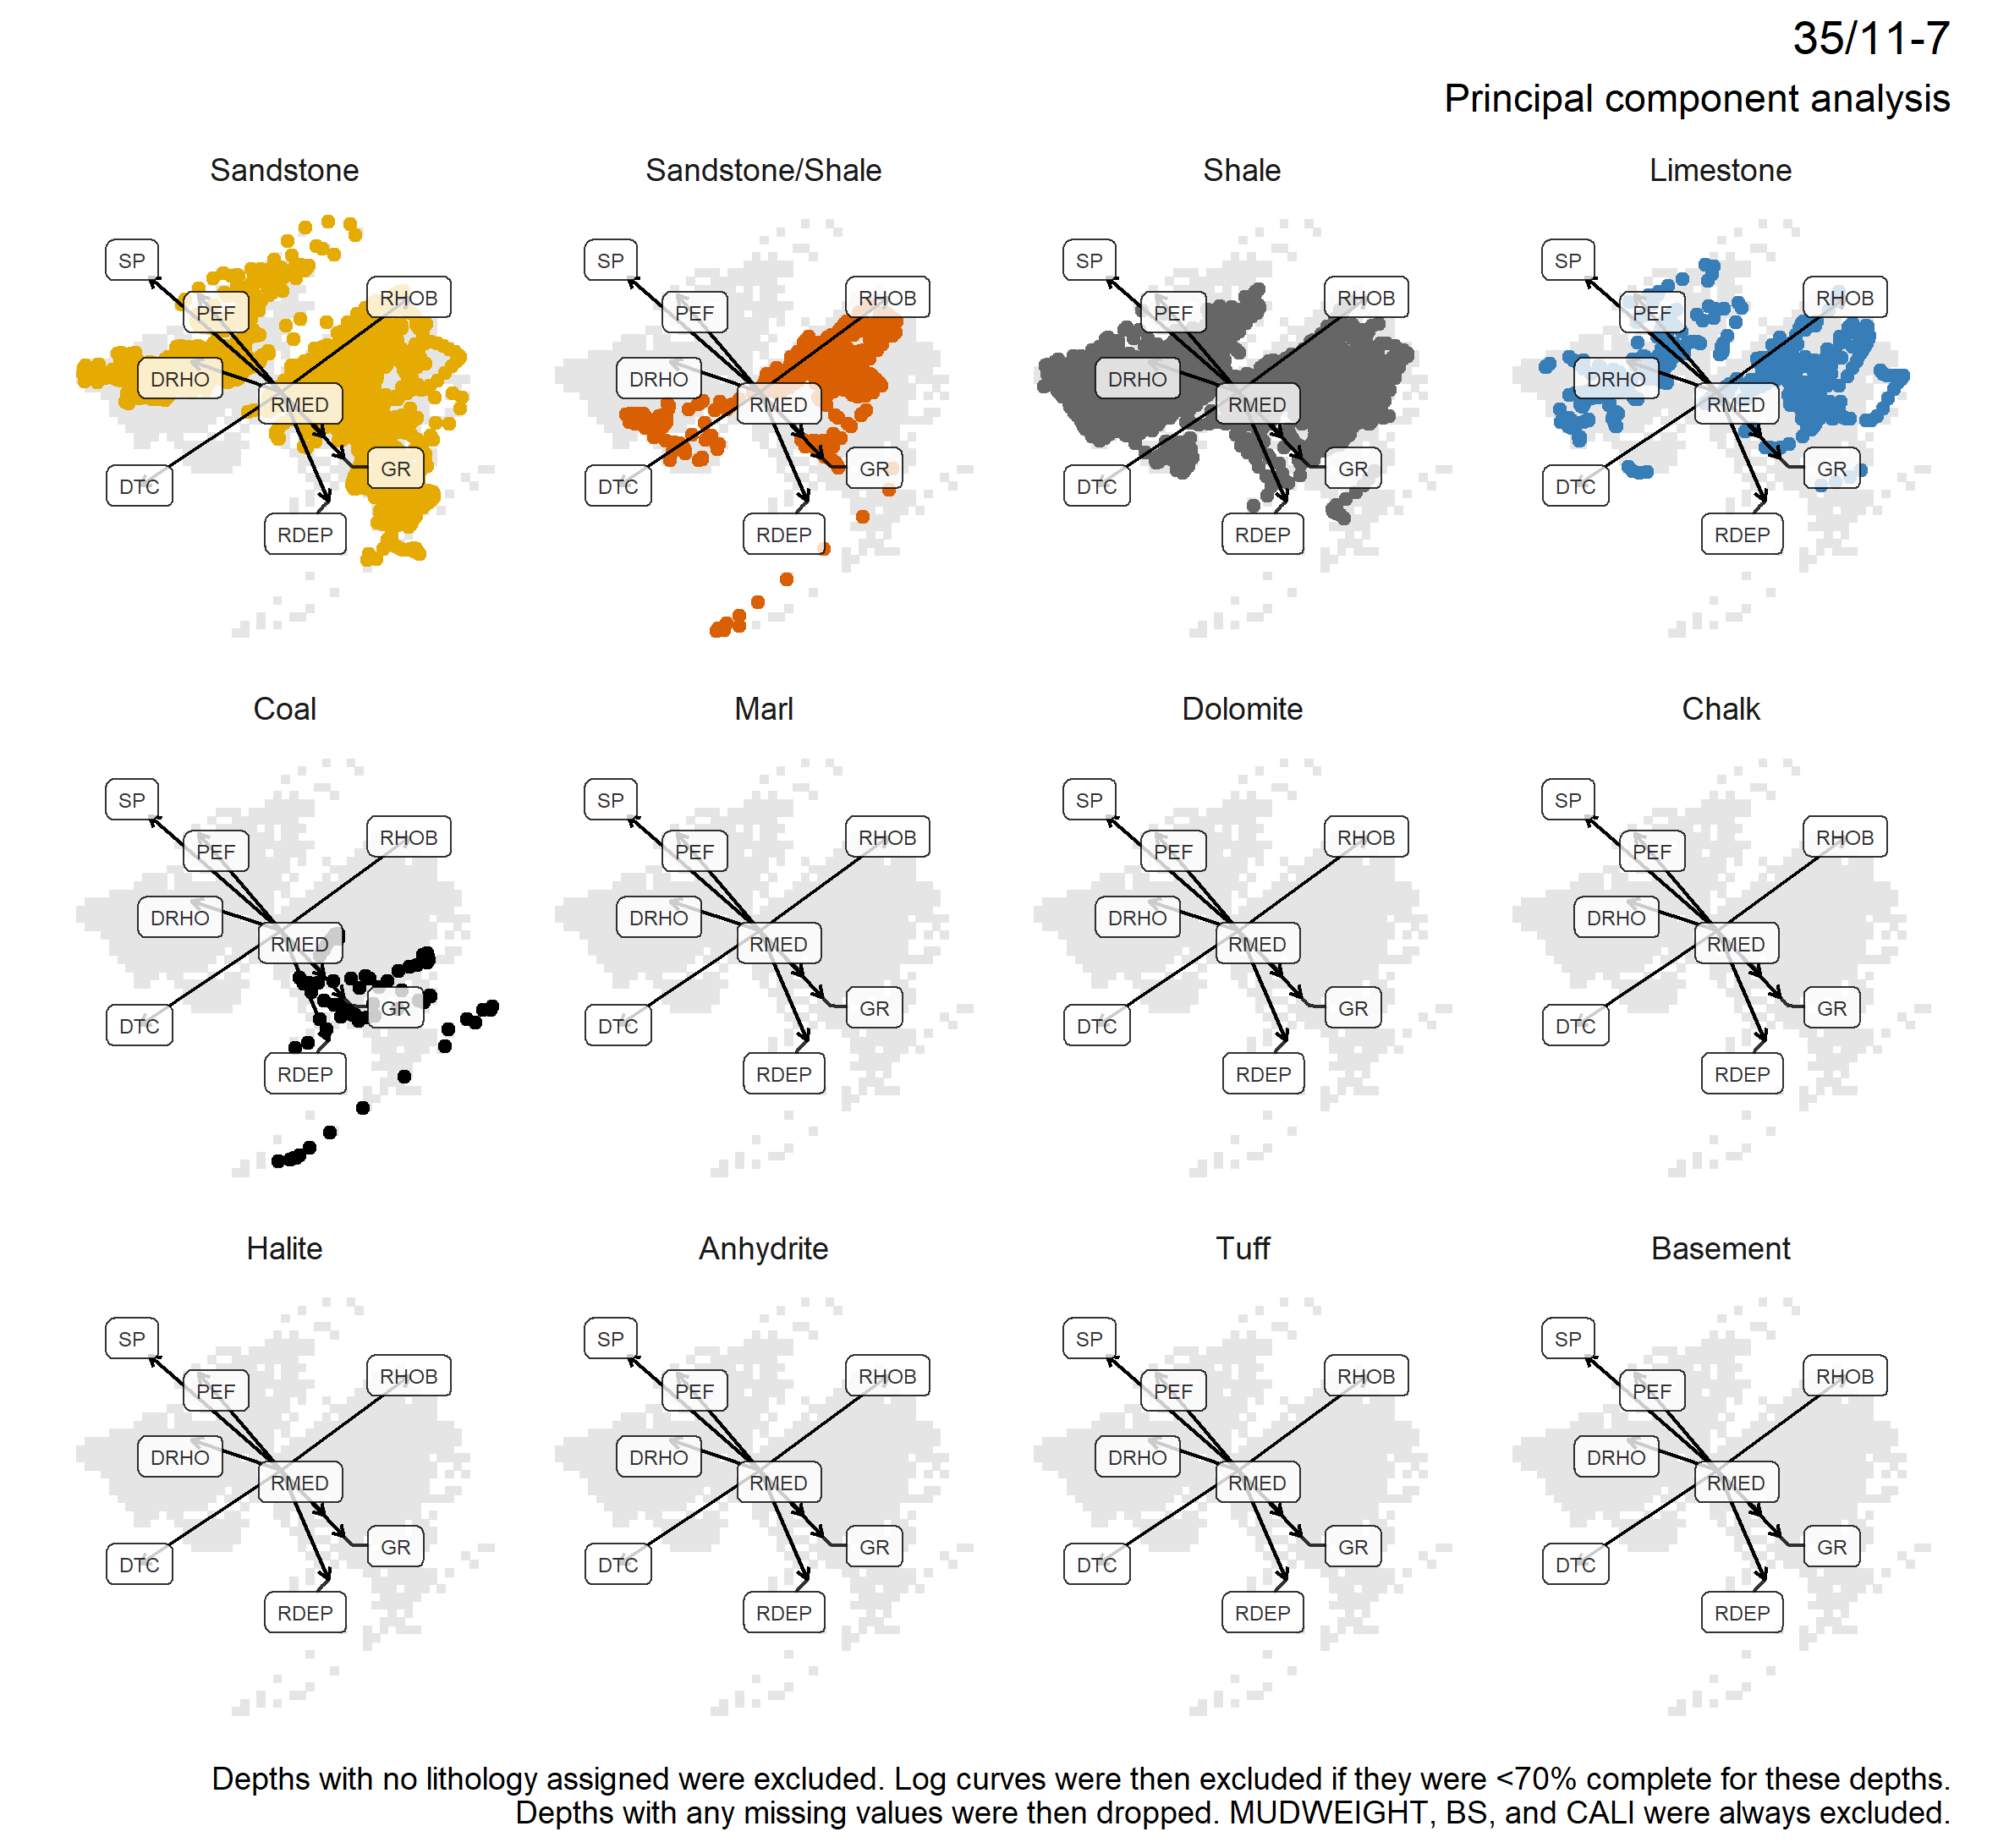 35/11-7
Principal component analysis
Sandstone Sandstone/Shale Shale Limestone
SP SP SP SP
RHOB RHOB RHOB RHOB
PEF PEF PEF PEF
DRHO DRHO DRHO DRHO
RMED RMED RMED RMED
GR GR GR GR
DTC DTC DTC DTC
RDEP RDEP RDEP RDEP
Coal Marl Dolomite Chalk
SP SP SP SP
RHOB RHOB RHOB RHOB
PEF PEF PEF PEF
DRHO DRHO DRHO DRHO
RMED RMED RMED RMED
GR GR GR GR
DTC DTC DTC DTC
RDEP RDEP RDEP RDEP
Halite Anhydrite Tuff Basement
SP SP SP SP
RHOB RHOB RHOB RHOB
PEF PEF PEF PEF
DRHO DRHO DRHO DRHO
RMED RMED RMED RMED
GR GR GR GR
DTC DTC DTC DTC
RDEP RDEP RDEP RDEP
Depths with no lithology assigned were excluded. Log curves were then excluded if they were <70% complete for these depths.
Depths with any missing values were then dropped. MUDWEIGHT, BS, and CALI were always excluded.